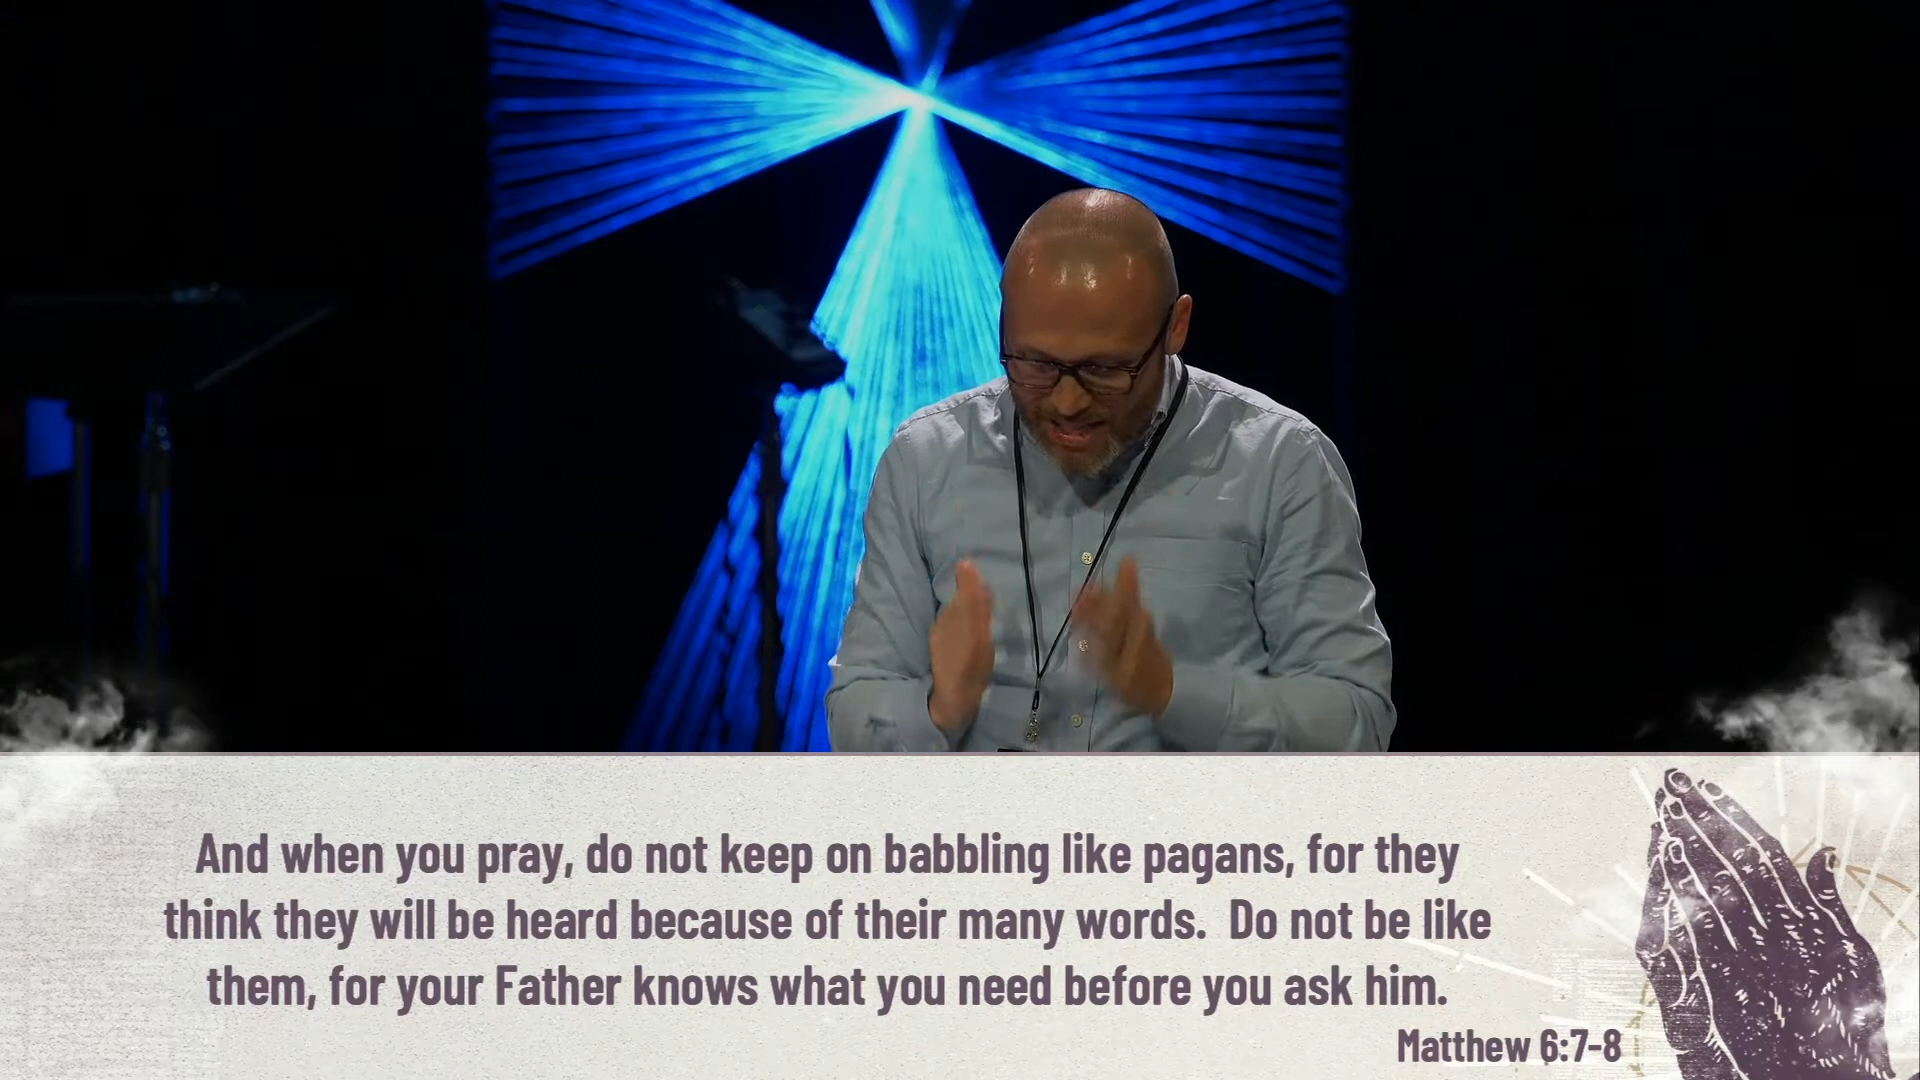 And when you pray, do not keep on babbling like pagans, for they
think they will be heard because of their many words.  Do not be like
them, for your Father knows what you need before you ask him.
Matthew 6:7-8